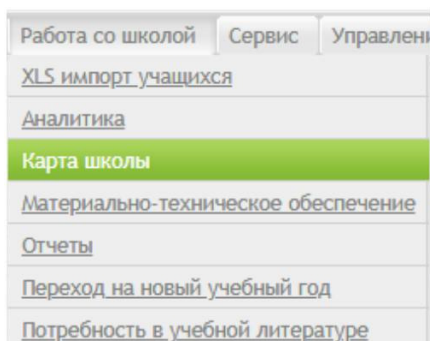 Работа со школой Сервис Управлен
XLS импорт учащихся
Аналитика
Карта школы
Материально-техническое обеспечение
Отчеты
Переход на новый учебный год
Потребность в учебной литературе